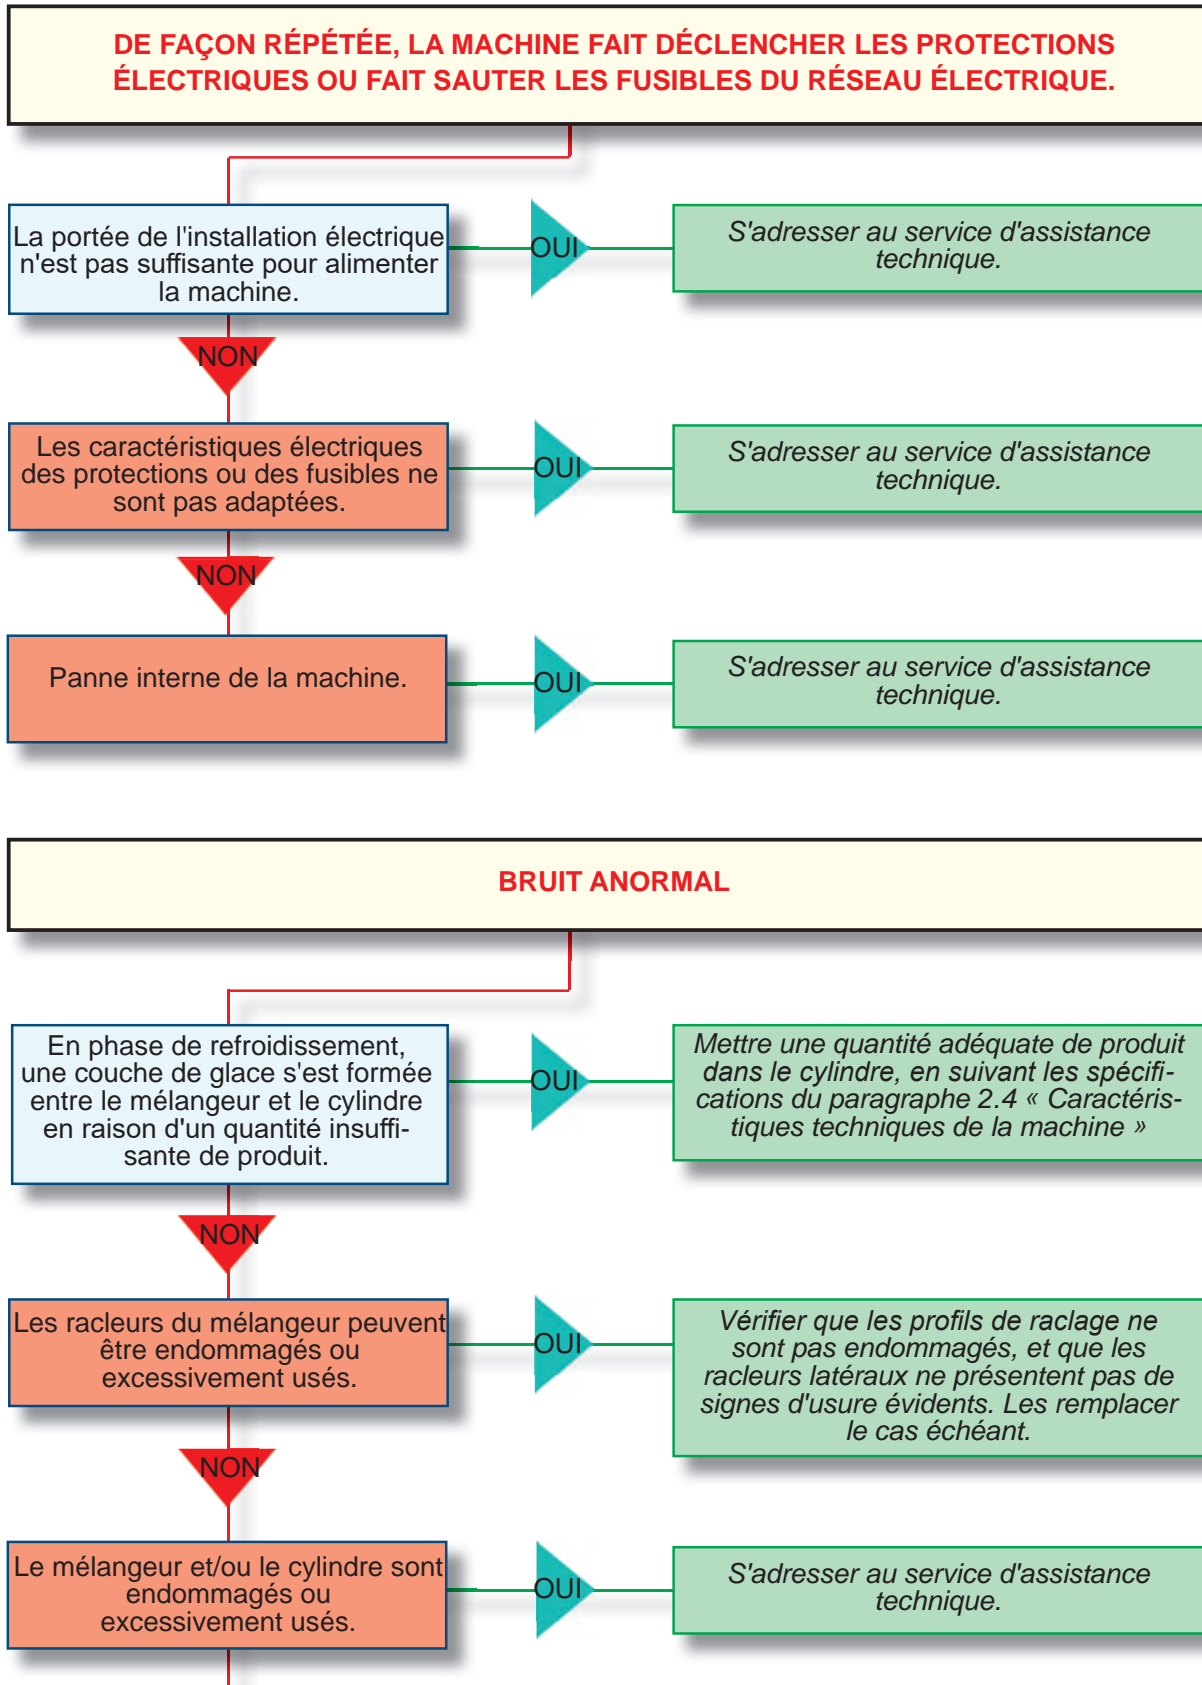 DE FAÇON RÉPÉTÉE, LA MACHINE FAIT DÉCLENCHER LES PROTECTIONS
ÉLECTRIQUES OU FAIT SAUTER LES FUSIBLES DU RÉSEAU ÉLECTRIQUE.
La portée de l'installation électrique
n'est pas suffisante pour alimenter
la machine.
OUI
S'adresser au service d'assistance
technique.
NON
Les caractéristiques électriques
des protections ou des fusibles ne
sont pas adaptées.
OUI
S'adresser au service d'assistance
technique.
NON
Panne interne de la machine.
OUI
S'adresser au service d'assistance
technique.
BRUIT ANORMAL
En phase de refroidissement,
une couche de glace s'est formée
entre le mélangeur et le cylindre
en raison d'un quantité insuffi-
sante de produit.
OUI
Mettre une quantité adéquate de produit
dans le cylindre, en suivant les spécifi-
cations du paragraphe 2.4 « Caractéris-
tiques techniques de la machine »
NON
Les racleurs du mélangeur peuvent
être endommagés ou
excessivement usés.
OUI
Vérifier que les profils de raclage ne
sont pas endommagés, et que les
racleurs latéraux ne présentent pas de
signes d'usure évidents. Les remplacer
le cas échéant.
NON
Le mélangeur et/ou le cylindre sont
endommagés ou
excessivement usés.
OUI
S'adresser au service d'assistance
technique.